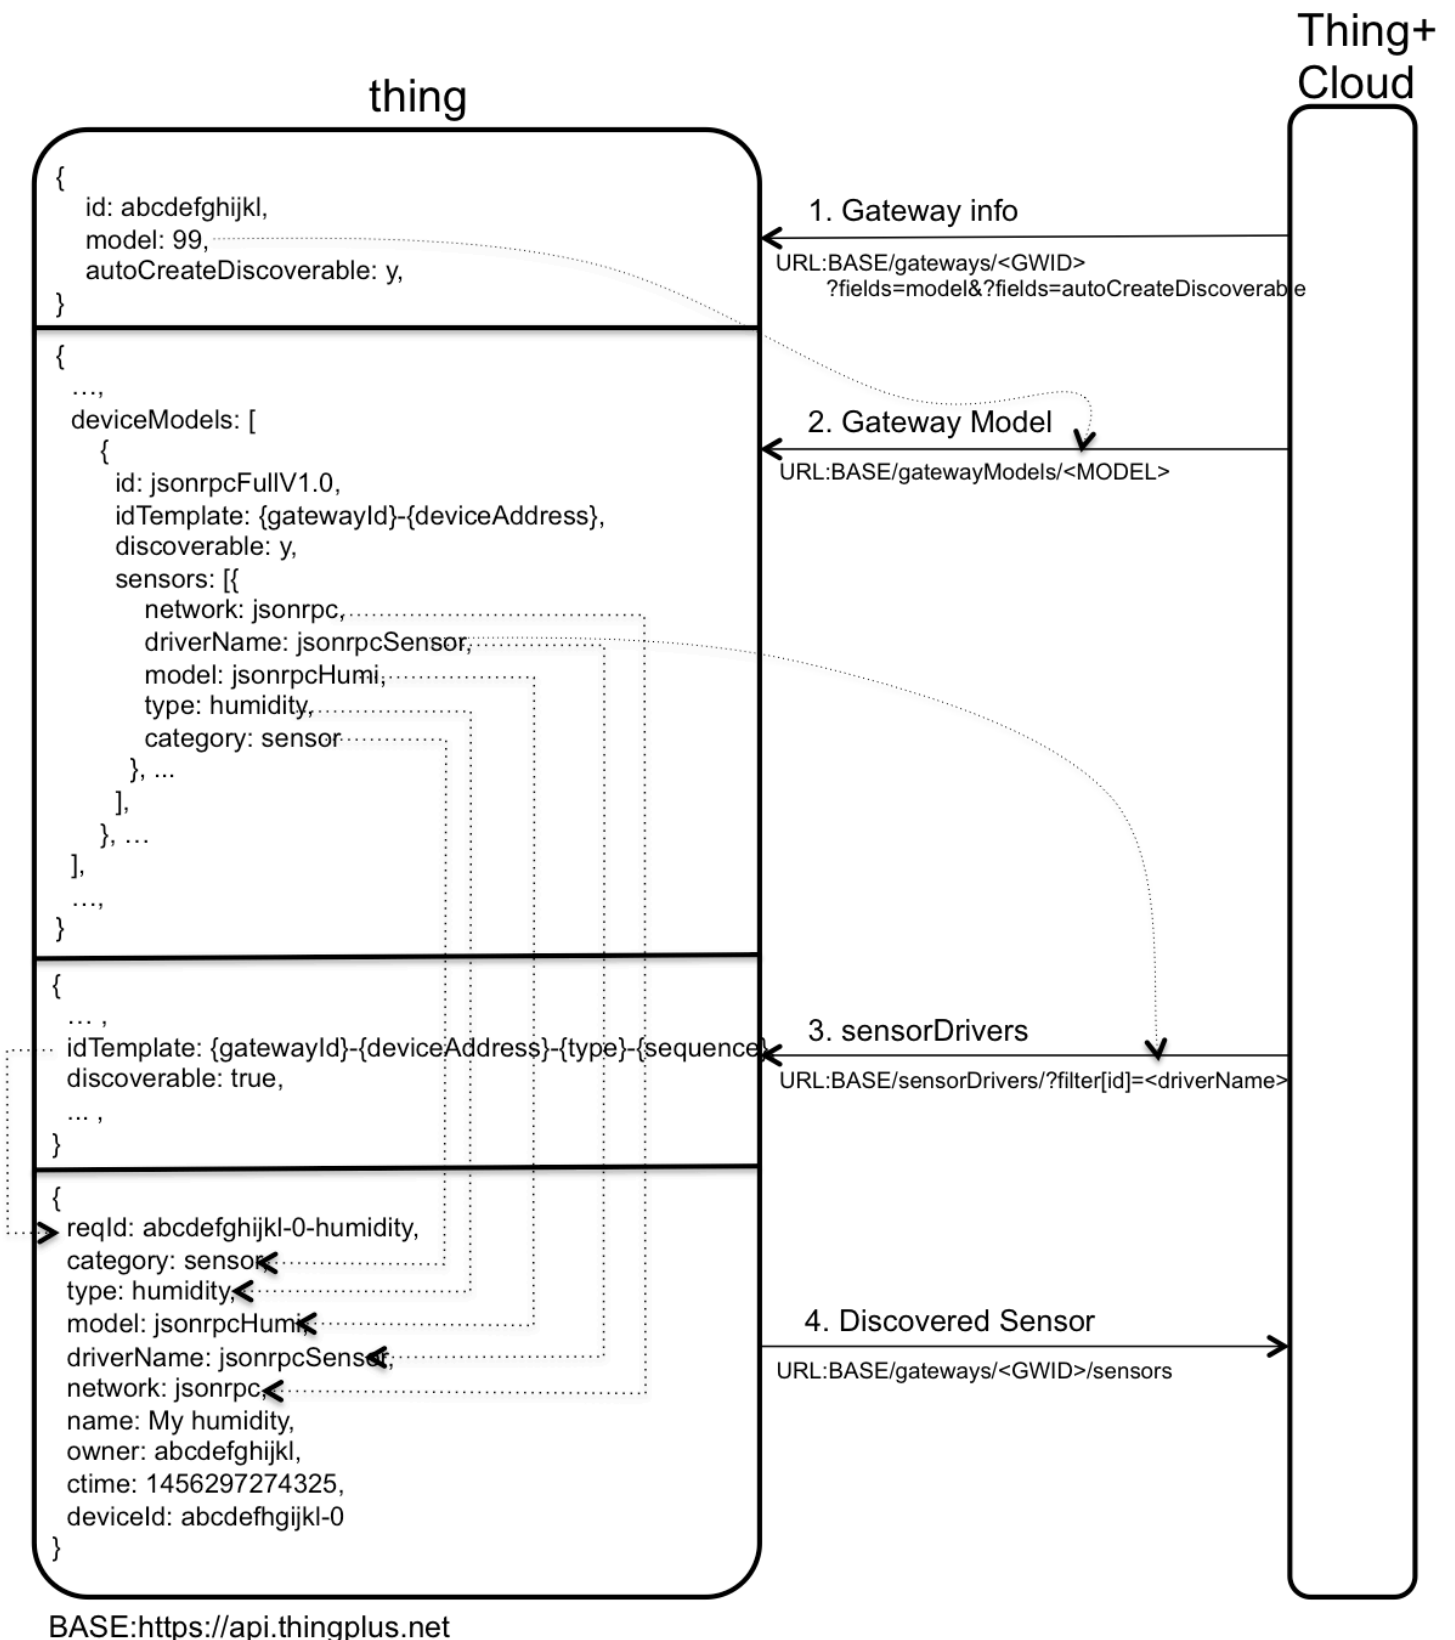 Thing+
Cloud
thing
{
id: abcdefghijkl,
model: 99,
autoCreateDiscoverable: y,
}
1. Gateway info
URL:BASE/gateways/<GWID>
?fields=model&?fields=autoCreateDiscoverable
{
…,
deviceModels: [
{
id: jsonrpcFullV1.0,
idTemplate: {gatewayId}-{deviceAddress},
discoverable: y,
sensors: [{
network: jsonrpc,
driverName: jsonrpcSensor,
model: jsonrpcHumi,
type: humidity,
category: sensor
}, ...
],
}, …
],
…,
}
2. Gateway Model
URL:BASE/gatewayModels/<MODEL>
{
... ,
idTemplate: {gatewayId}-{deviceAddress}-{type}-{sequence}
discoverable: true,
... ,
}
3. sensorDrivers
URL:BASE/sensorDrivers/?filter[id]=<driverName>
{
reqId: abcdefghijkl-0-humidity,
category: sensor,
type: humidity,
model: jsonrpcHumi,
driverName: jsonrpcSensor,
network: jsonrpc,
name: My humidity,
owner: abcdefghijkl,
ctime: 1456297274325,
deviceId: abcdefhgijkl-0
}
4. Discovered Sensor
URL:BASE/gateways/<GWID>/sensors
BASE:https://api.thingplus.net